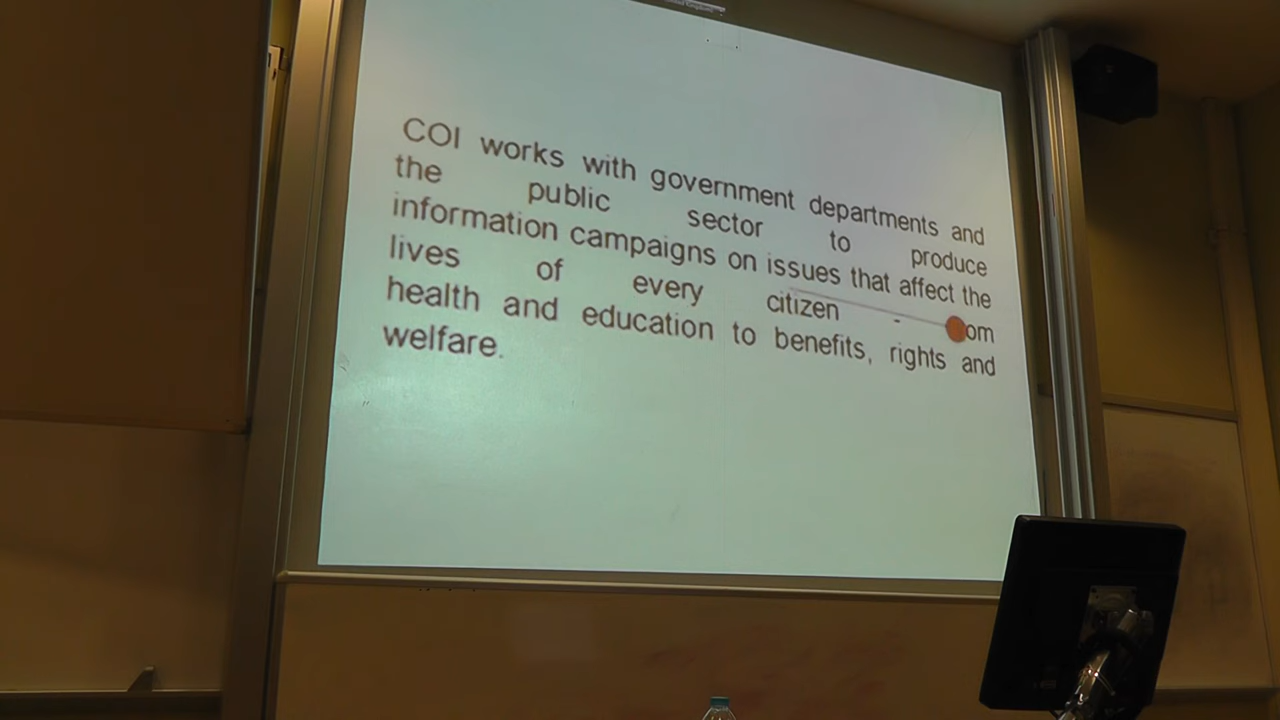 COI works with government departments and
the public sector to produce
information campaigns on issues that affect the
lives of every citizen - om
health and education to benefits, rights and
welfare.